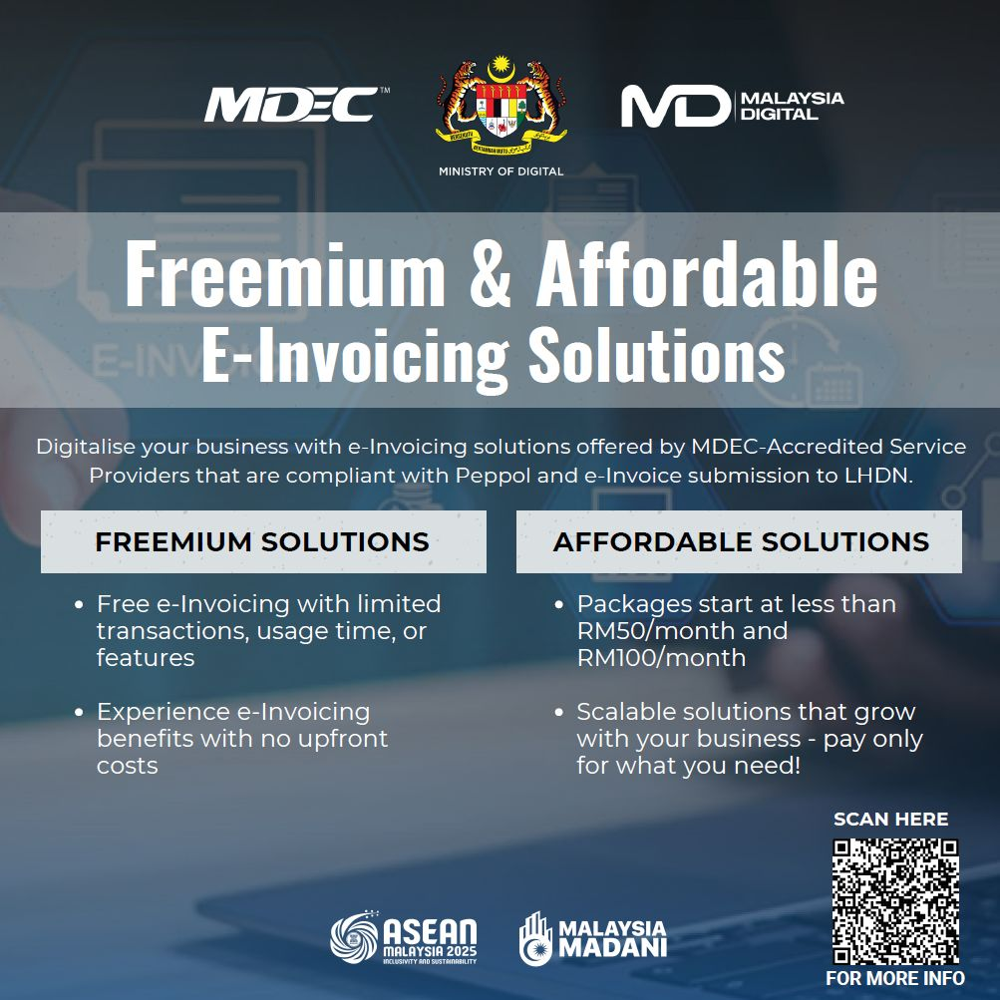 MDEC™
MINISTRY OF DIGITAL
MD MALAYSIA
DIGITAL
Freemium & Affordable
E-INVOIC
E-Invoicing Solutions
Digitalise your business with e-Invoicing solutions offered by MDEC-Accredited Service
Providers that are compliant with Peppol and e-Invoice submission to LHDN.
FREEMIUM SOLUTIONS
• Free e-Invoicing with limited
transactions, usage time, or
features
• Experience e-Invoicing
benefits with no upfront
costs
AFFORDABLE SOLUTIONS
• Packages start at less than
RM50/month and
RM100/month
• Scalable solutions that grow
with your business - pay only
for what you need!
SCAN HERE
FOR MORE INFO
ASEAN
MALAYSIA 2025
INCLUSIVITY AND SUSTAINABILITY
MALAYSIA
MADANI